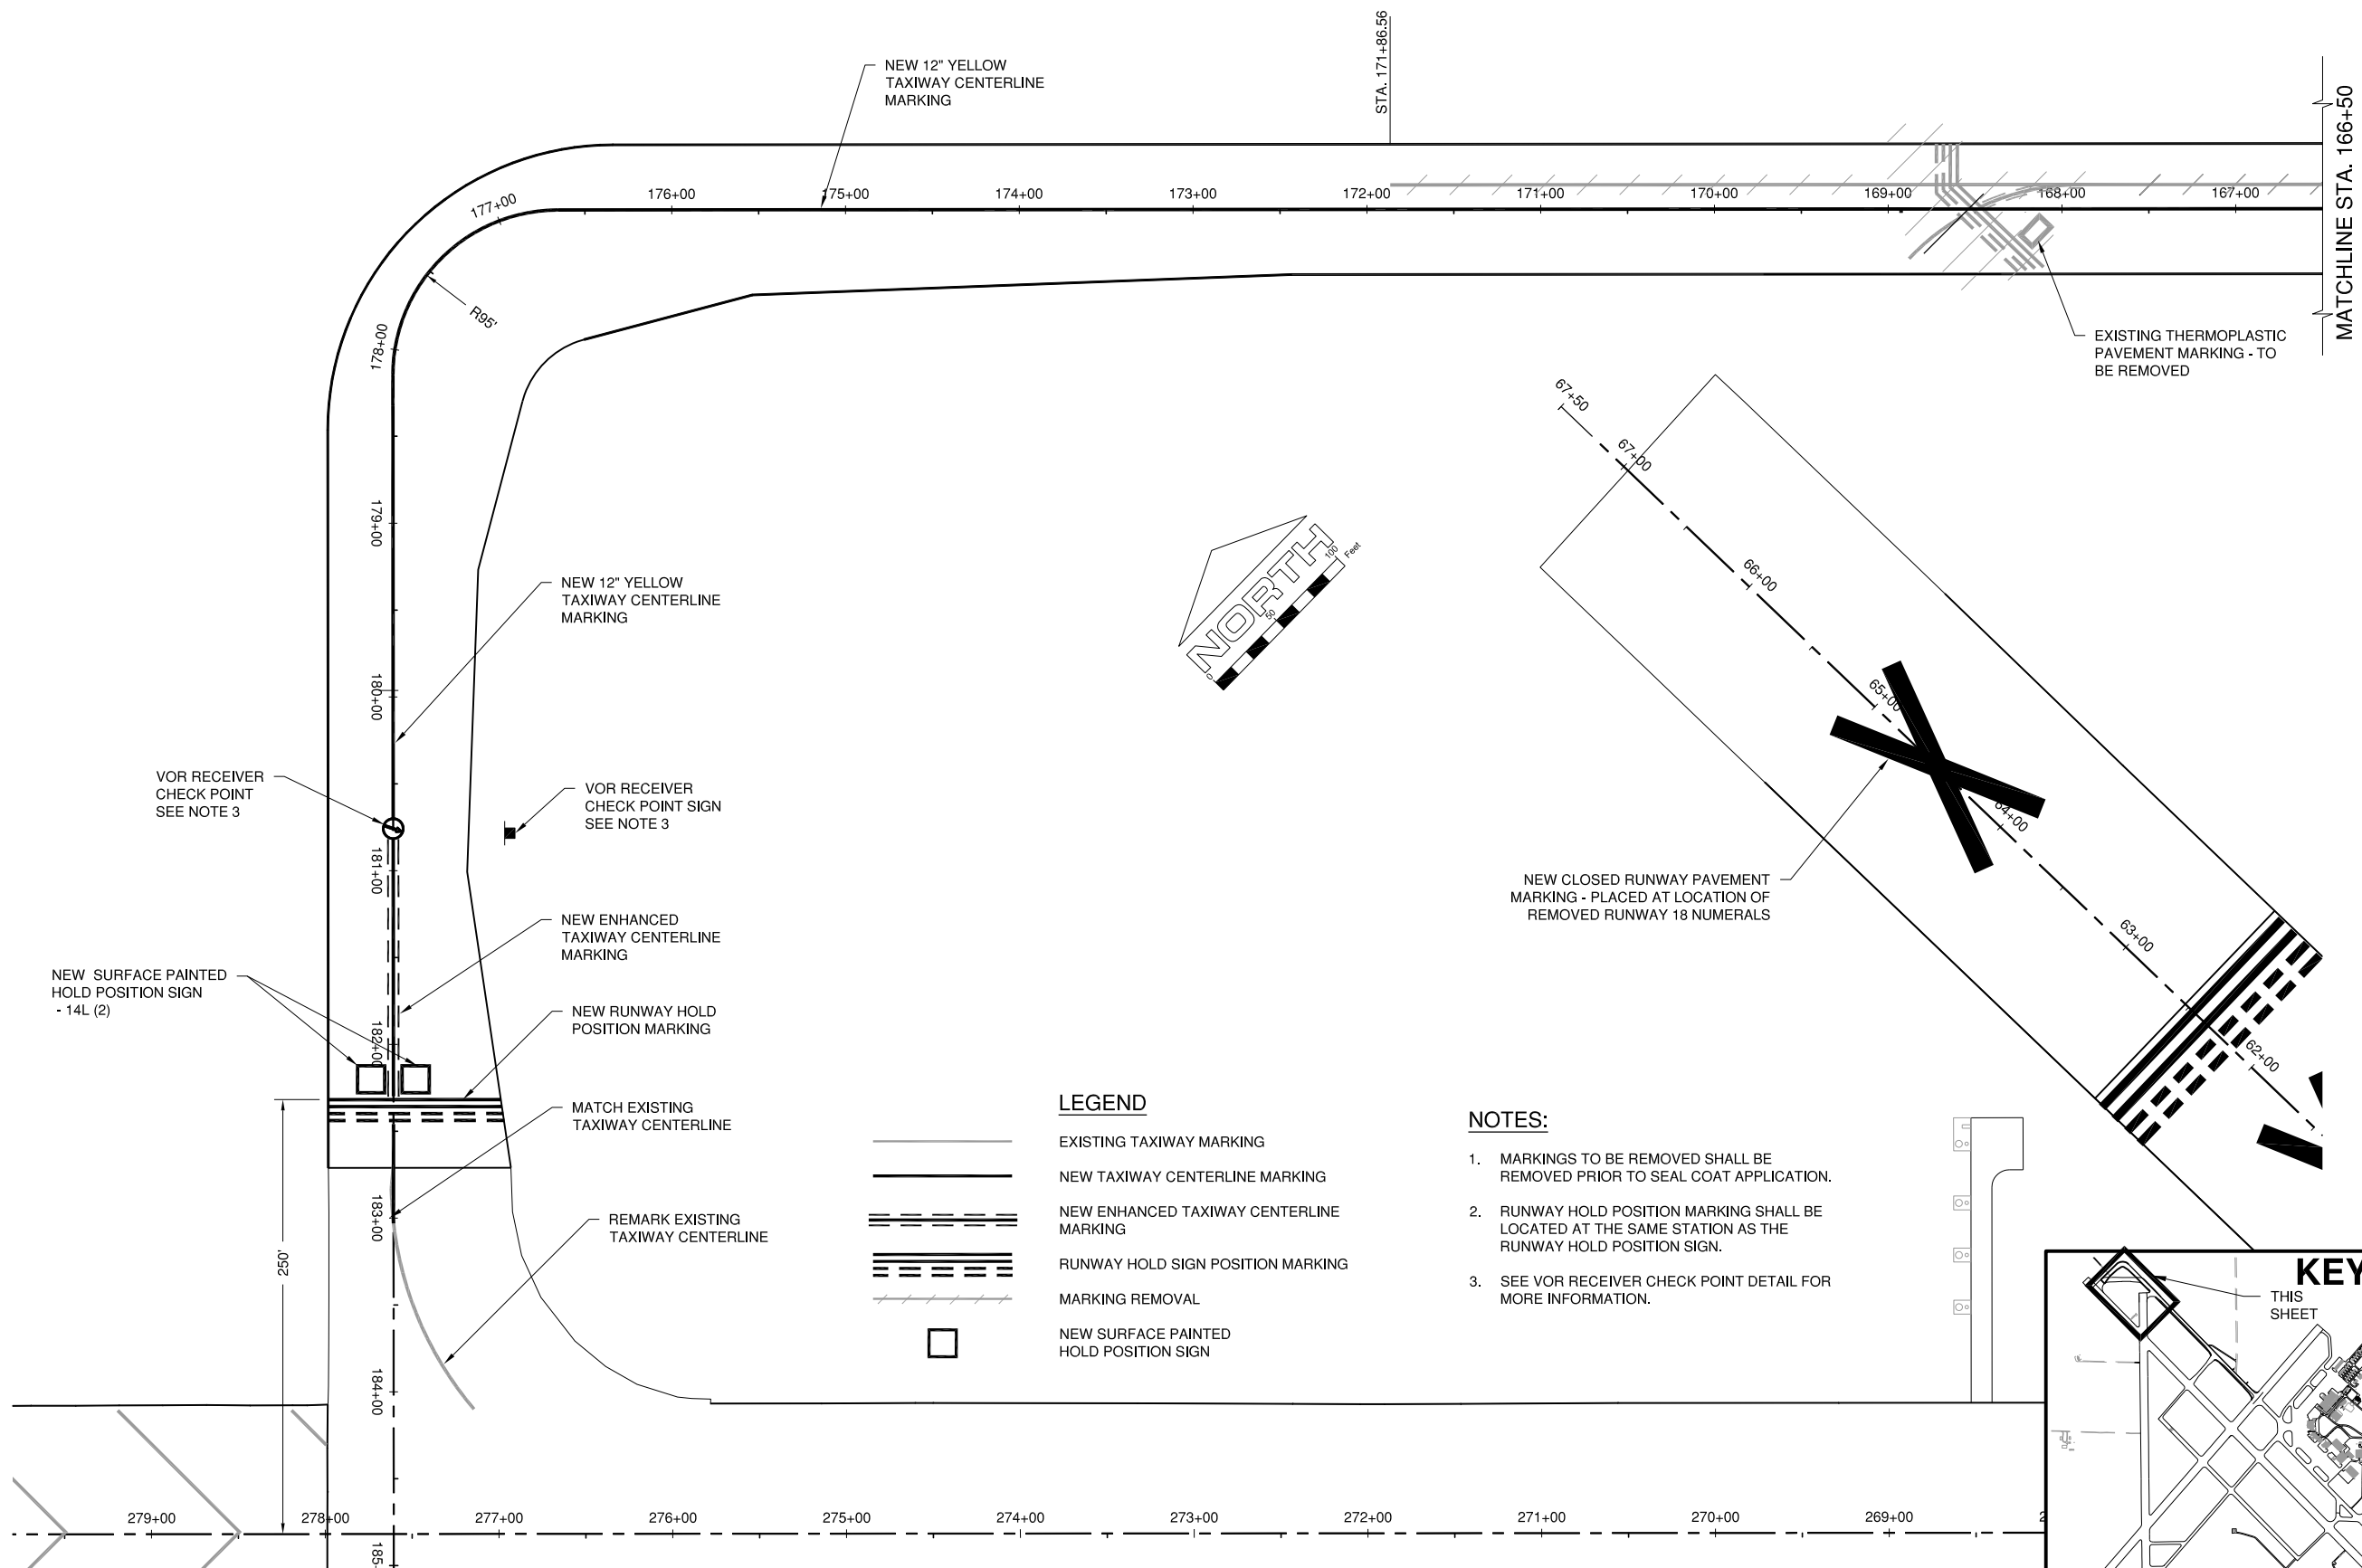 NEW 12" YELLOW
TAXIWAY CENTERLINE
MARKING
STA. 171+86.56
MATCHLINE STA. 166+50
177+00
176+00
175+00
174+00
173+00
172+00
171+00
170+00
169+00
168+00
167+00
R95'
178+00
179+00
180+00
181+00
182+00
183+00
184+00
185
EXISTING THERMOPLASTIC
PAVEMENT MARKING - TO
BE REMOVED
67+50
67+00
66+00
65+00
64+00
63+00
62+00
NORTH
0
50
100
Feet
NEW 12" YELLOW
TAXIWAY CENTERLINE
MARKING
VOR RECEIVER
CHECK POINT
SEE NOTE 3
VOR RECEIVER
CHECK POINT SIGN
SEE NOTE 3
NEW CLOSED RUNWAY PAVEMENT
MARKING - PLACED AT LOCATION OF
REMOVED RUNWAY 18 NUMERALS
NEW ENHANCED
TAXIWAY CENTERLINE
MARKING
NEW SURFACE PAINTED
HOLD POSITION SIGN
- 14L (2)
NEW RUNWAY HOLD
POSITION MARKING
MATCH EXISTING
TAXIWAY CENTERLINE
REMARK EXISTING
TAXIWAY CENTERLINE
250'
LEGEND
EXISTING TAXIWAY MARKING
NEW TAXIWAY CENTERLINE MARKING
NEW ENHANCED TAXIWAY CENTERLINE
MARKING
RUNWAY HOLD SIGN POSITION MARKING
MARKING REMOVAL
NEW SURFACE PAINTED
HOLD POSITION SIGN
NOTES:
1. MARKINGS TO BE REMOVED SHALL BE
REMOVED PRIOR TO SEAL COAT APPLICATION.
2. RUNWAY HOLD POSITION MARKING SHALL BE
LOCATED AT THE SAME STATION AS THE
RUNWAY HOLD POSITION SIGN.
3. SEE VOR RECEIVER CHECK POINT DETAIL FOR
MORE INFORMATION.
KEY
THIS
SHEET
279+00
278+00
277+00
276+00
275+00
274+00
273+00
272+00
271+00
270+00
269+00
2